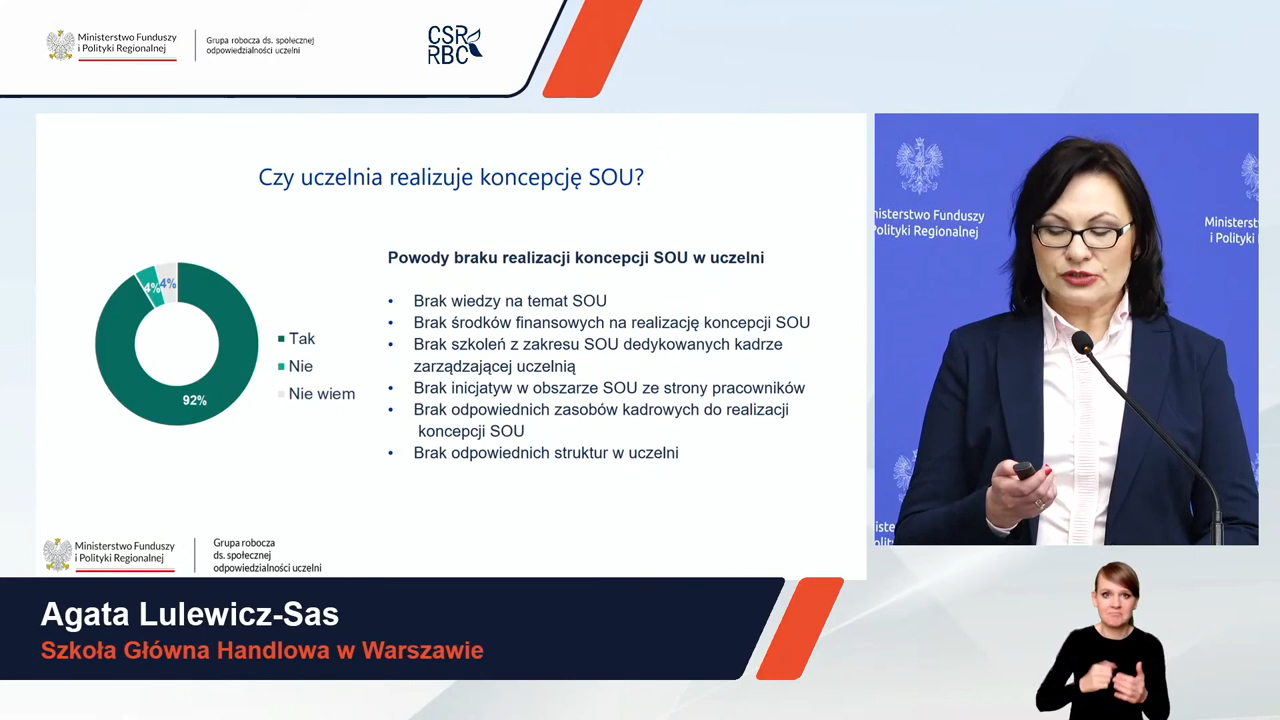 Ministerstwo Funduszy
i Polityki Regionalnej
Grupa robocza ds. społecznej
odpowiedzialności uczelni
CSR
RBC
Czy uczelnia realizuje koncepcję SOU?
4%
4%
92%
Tak
Nie
Nie wiem
Powody braku realizacji koncepcji SOU w uczelni
• Brak wiedzy na temat SOU
• Brak środków finansowych na realizację koncepcji SOU
• Brak szkoleń z zakresu SOU dedykowanych kadrze
zarządzającej uczelnią
• Brak inicjatyw w obszarze SOU ze strony pracowników
• Brak odpowiednich zasobów kadrowych do realizacji
koncepcji SOU
• Brak odpowiednich struktur w uczelni
Ministerstwo Funduszy
i Polityki Regionalnej
Grupa robocza
ds. społecznej
odpowiedzialności uczelni
nisterstwo Funduszy
Polityki Regionalnej
Ministerst
i Polityki
Agata Lulewicz-Sas
Szkoła Główna Handlowa w Warszawie